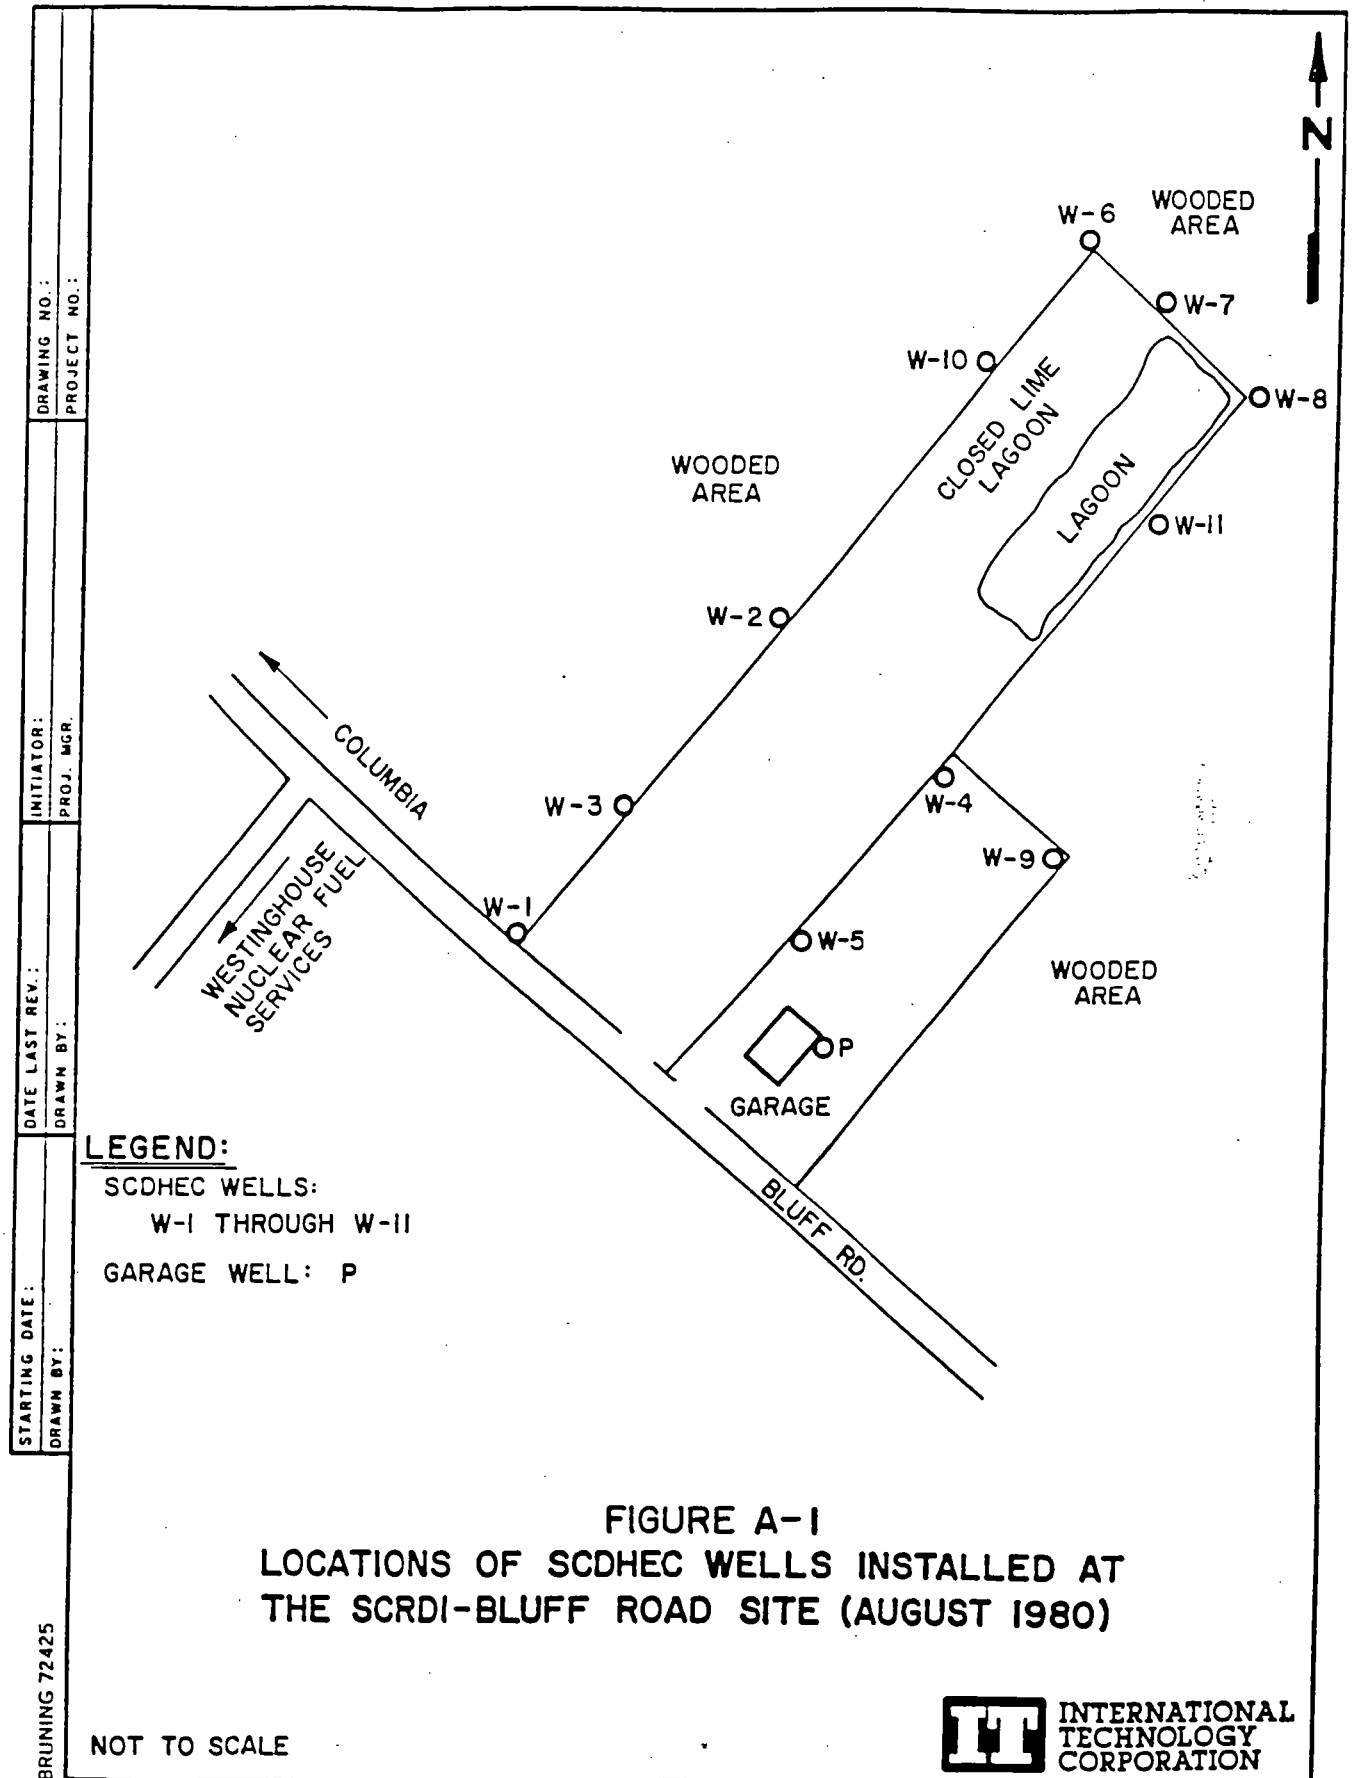 DRAWING NO.:
PROJECT NO.:
INITIATOR:
PROJ. MGR.
DATE LAST REV.:
DRAWN BY:
STARTING DATE:
DRAWN BY:
BRUNING 72425
N
WOODED
AREA
W-6
W-7
W-10
W-8
CLOSED LIME
LAGOON
LAGOON
WOODED
AREA
W-11
W-2
COLUMBIA
W-3
W-4
W-9
WESTINGHOUSE
NUCLEAR FUEL
SERVICES
W-1
W-5
WOODED
AREA
P
GARAGE
BLUFF RD.
LEGEND:
SCDHEC WELLS:
W-1 THROUGH W-11
GARAGE WELL: P
FIGURE A-1
LOCATIONS OF SCDHEC WELLS INSTALLED AT
THE SCRDI-BLUFF ROAD SITE (AUGUST 1980)
NOT TO SCALE
IT
INTERNATIONAL
TECHNOLOGY
CORPORATION